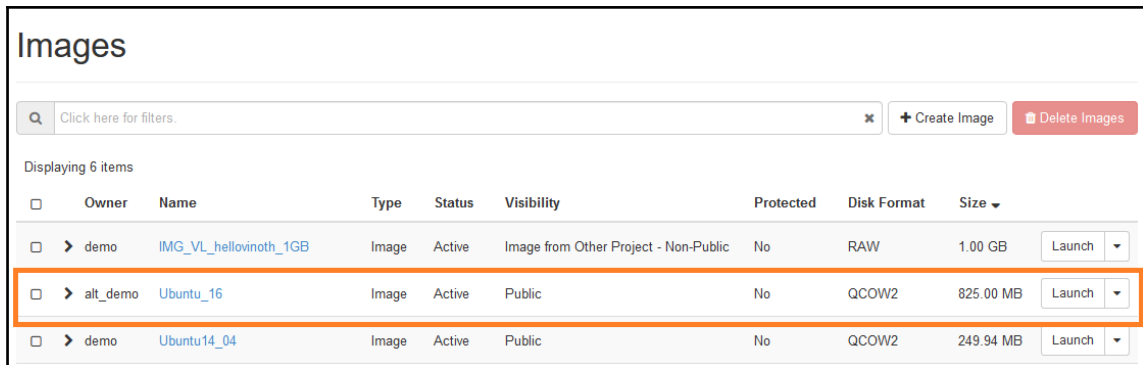 Images
Click here for filters. Create Image Delete Images
Displaying 6 items
Owner Name Type Status Visibility Protected Disk Format Size
demo IMG_VL_hellovinoth_1GB Image Active Image from Other Project - Non-Public No RAW 1.00 GB Launch
alt_demo Ubuntu_16 Image Active Public No QCOW2 825.00 MB Launch
demo Ubuntu14_04 Image Active Public No QCOW2 249.94 MB Launch